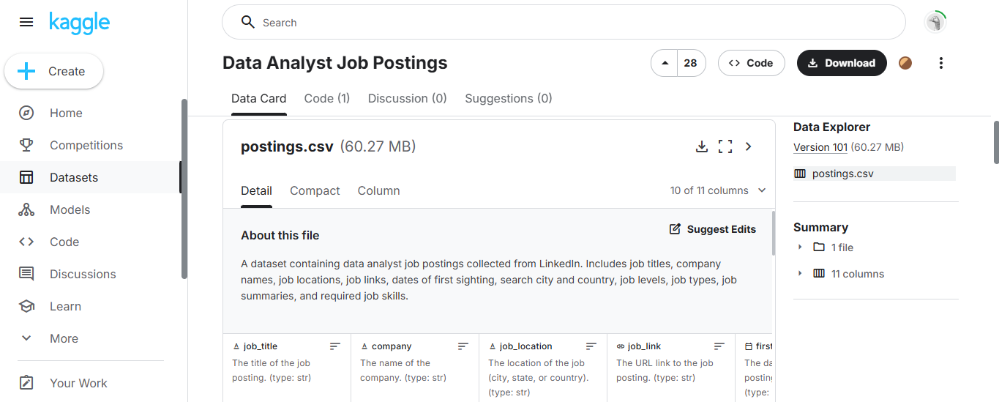 kaggle
Search
Create
Home
Competitions
Datasets
Models
Code
Discussions
Learn
More
Your Work
Data Analyst Job Postings
28
Code
Download
Data Card
Code (1)
Discussion (0)
Suggestions (0)
postings.csv (60.27 MB)
Detail
Compact
Column
10 of 11 columns
About this file
Suggest Edits
A dataset containing data analyst job postings collected from LinkedIn. Includes job titles, company
names, job locations, job links, dates of first sighting, search city and country, job levels, job types, job
summaries, and required job skills.
job_title
The title of the job
posting. (type: str)
company
The name of the
company. (type: str)
job_location
The location of the job
(city, state, or country).
(type: str)
job_link
The URL link to the job
posting. (type: str)
first
The da
posting
(type:
Data Explorer
Version 101 (60.27 MB)
postings.csv
Summary
1 file
11 columns